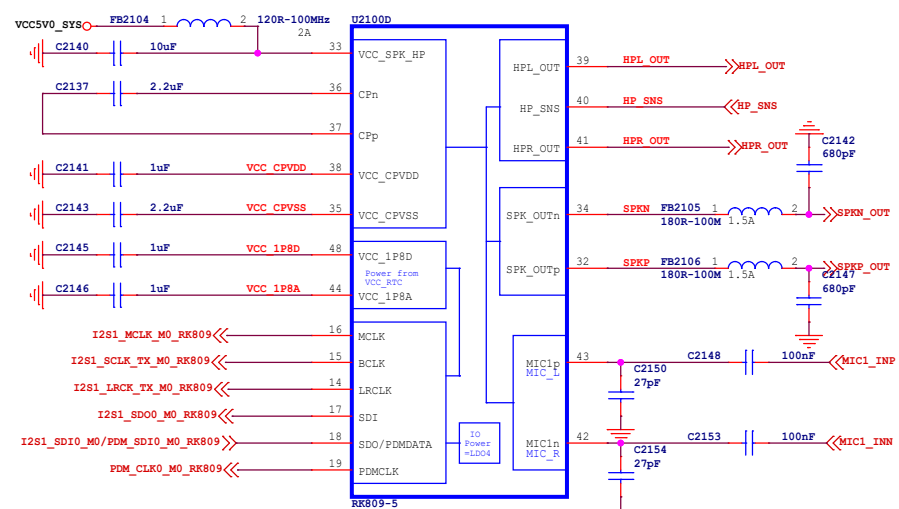 VCC5V0_SYS FB2104 1 2 120R-100MHz U2100D
2A
C2140 10uF 33 VCC_SPK_HP
HPL_OUT 39 HPL_OUT HPL_OUT
C2137 2.2uF 36 CPn
HP_SNS 40 HP_SNS HP_SNS
37 CPp
HPR_OUT 41 HPR_OUT HPR_OUT
C2142
680pF
C2141 1uF VCC_CPVDD 38 VCC_CPVDD
C2143 2.2uF VCC_CPVSS 35 VCC_CPVSS
SPK_OUTn 34 SPKN FB2105 1 2 SPKN_OUT
180R-100M 1.5A
C2145 1uF VCC_1P8D 48 VCC_1P8D
Power from
VCC_RTC
SPK_OUTp 32 SPKP FB2106 1 2 SPKP_OUT
180R-100M 1.5A
C2147
680pF
C2146 1uF VCC_1P8A 44 VCC_1P8A
I2S1_MCLK_M0_RK809 16 MCLK
I2S1_SCLK_TX_M0_RK809 15 BCLK
MIC1p 43 C2148 100nF MIC1_INP
MIC_L
C2150
27pF
I2S1_LRCK_TX_M0_RK809 14 LRCLK
I2S1_SDO0_M0_RK809 17 SDI
I2S1_SDI0_M0/PDM_SDI0_M0_RK809 18 SDO/PDMDATA
IO
Power
=LDO4
MIC1n 42 C2153 100nF MIC1_INN
MIC_R
C2154
27pF
PDM_CLK0_M0_RK809 19 PDMCLK
RK809-5